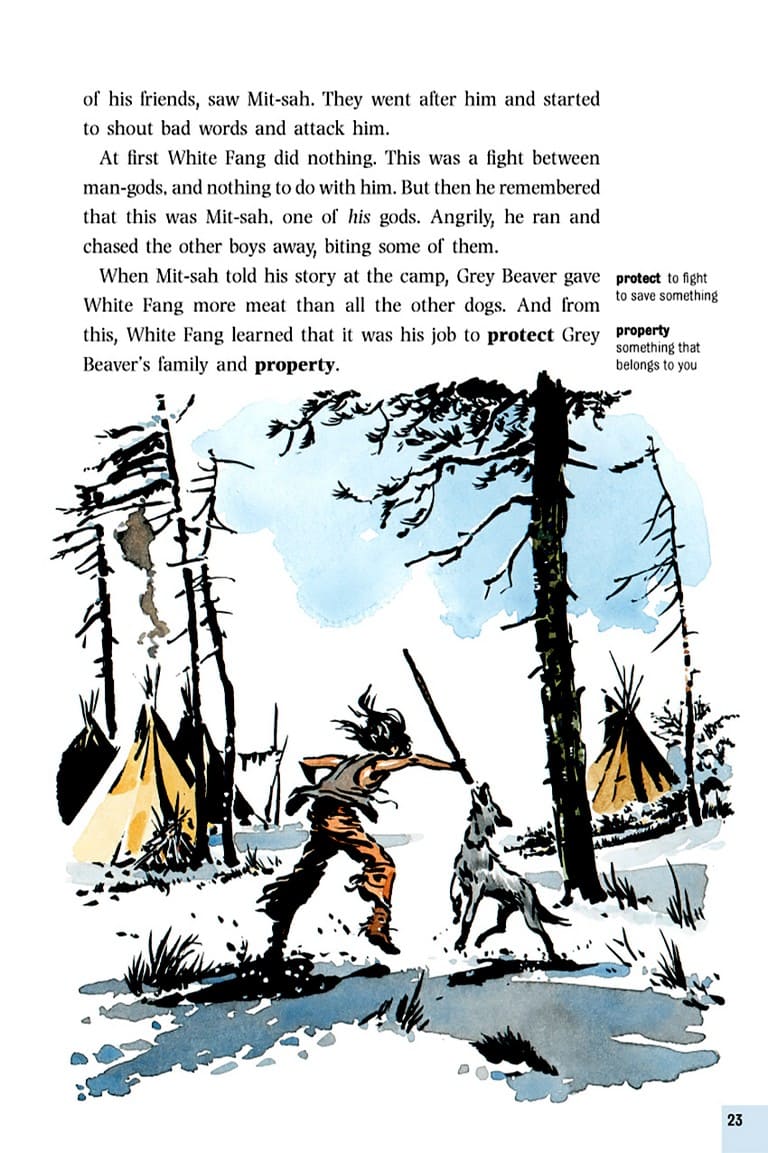 of his friends, saw Mit-sah. They went after him and started
to shout bad words and attack him.
At first White Fang did nothing. This was a fight between
man-gods, and nothing to do with him. But then he remembered
that this was Mit-sah, one of his gods. Angrily, he ran and
chased the other boys away, biting some of them.
When Mit-sah told his story at the camp, Grey Beaver gave
White Fang more meat than all the other dogs. And from
this, White Fang learned that it was his job to protect Grey
Beaver's family and property.
protect to fight
to save something
property
something that
belongs to you
23